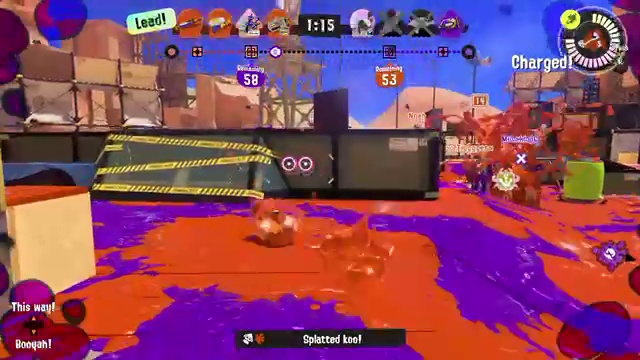 Lead!
1:15
Remaining
58
Remaining
53
Charged!
14
This way!
Booyah!
Splatted koo!